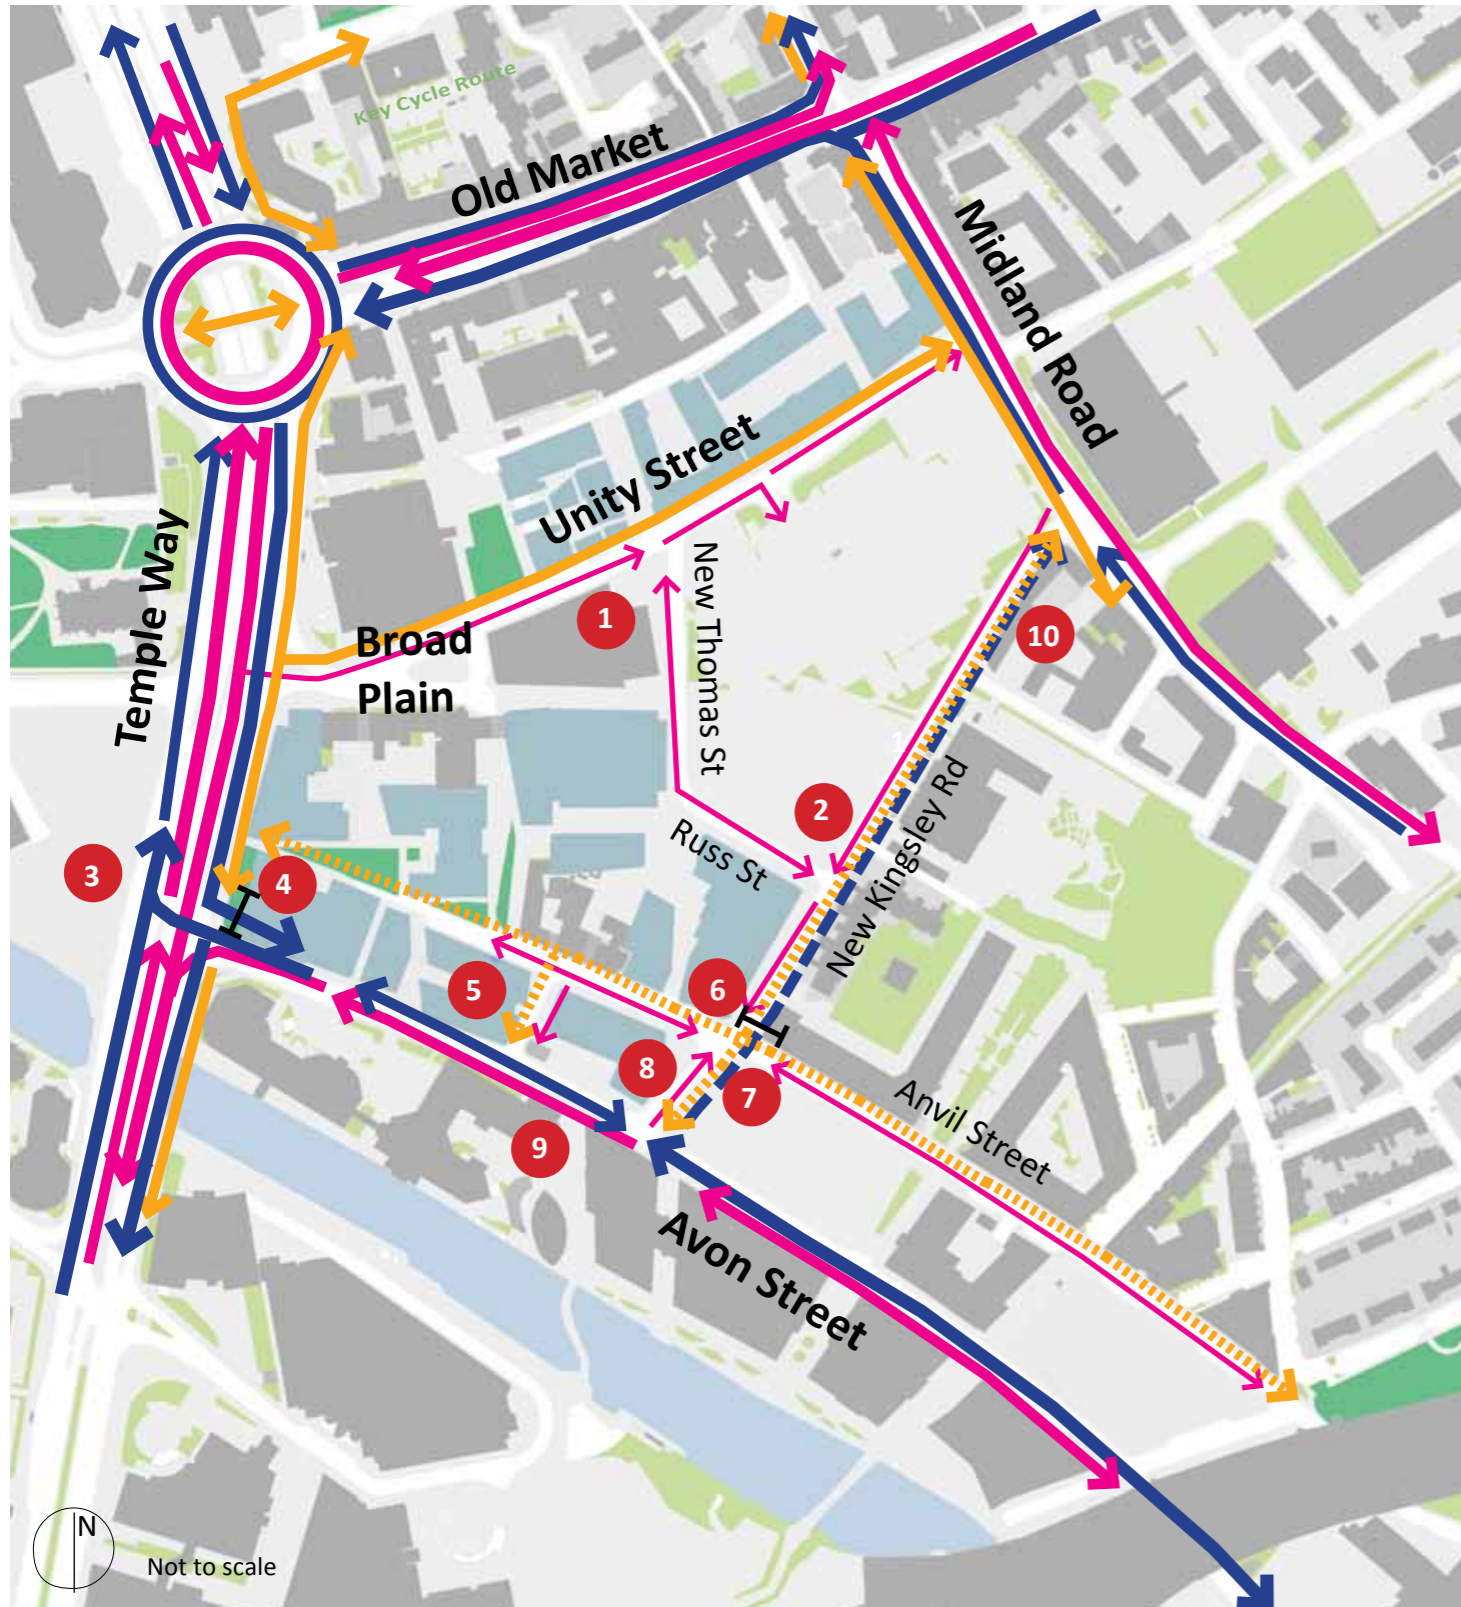 Key Cycle Route
Old Market
Midland Road
Unity Street
Temple Way
New Thomas St
1
Broad
Plain
10
2
Russ St
New Kingsley Rd
3
4
5
6
8
7
Anvil Street
9
Avon Street
N
Not to scale